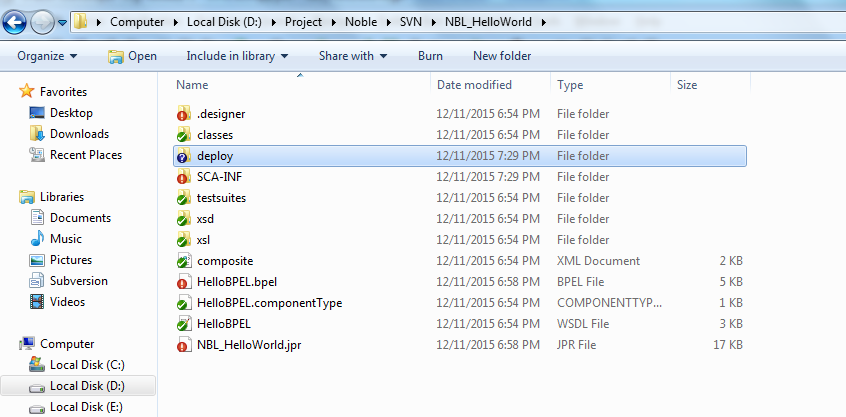 Computer ▸ Local Disk (D:) ▸ Project ▸ Noble ▸ SVN ▸ NBL_HelloWorld ▸
Organize Open Include in library Share with Burn New folder
Favorites
Desktop
Downloads
Recent Places
Libraries
Documents
Music
Pictures
Subversion
Videos
Computer
Local Disk (C:)
Local Disk (D:)
Local Disk (E:)
Name Date modified Type Size
.designer 12/11/2015 6:54 PM File folder
classes 12/11/2015 6:54 PM File folder
deploy 12/11/2015 7:29 PM File folder
SCA-INF 12/11/2015 7:29 PM File folder
testsuites 12/11/2015 6:54 PM File folder
xsd 12/11/2015 6:54 PM File folder
xsl 12/11/2015 6:54 PM File folder
composite 12/11/2015 6:54 PM XML Document 2 KB
HelloBPEL.bpel 12/11/2015 6:58 PM BPEL File 5 KB
HelloBPEL.componentType 12/11/2015 6:54 PM COMPONENTTYP... 1 KB
HelloBPEL 12/11/2015 6:54 PM WSDL File 3 KB
NBL_HelloWorld.jpr 12/11/2015 6:58 PM JPR File 17 KB